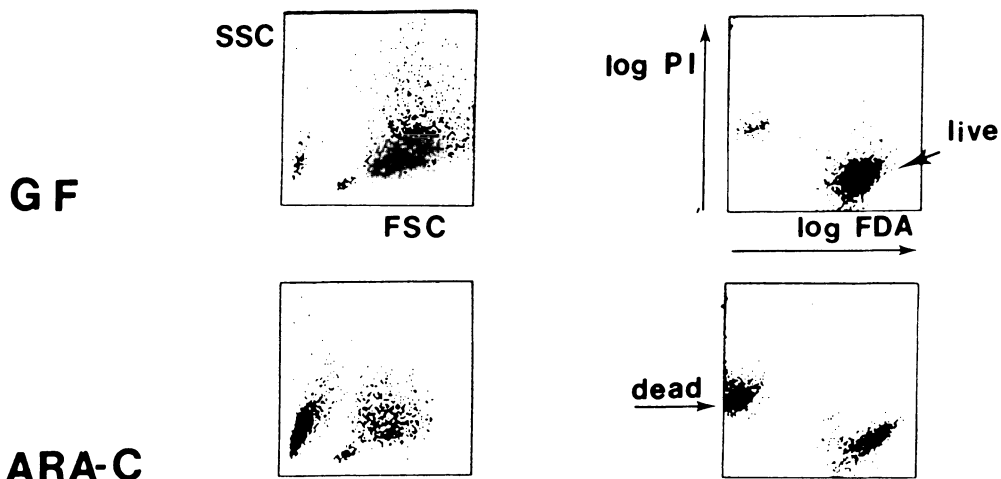 SSC
log PI
live
GF
FSC
log FDA
dead
ARA-C